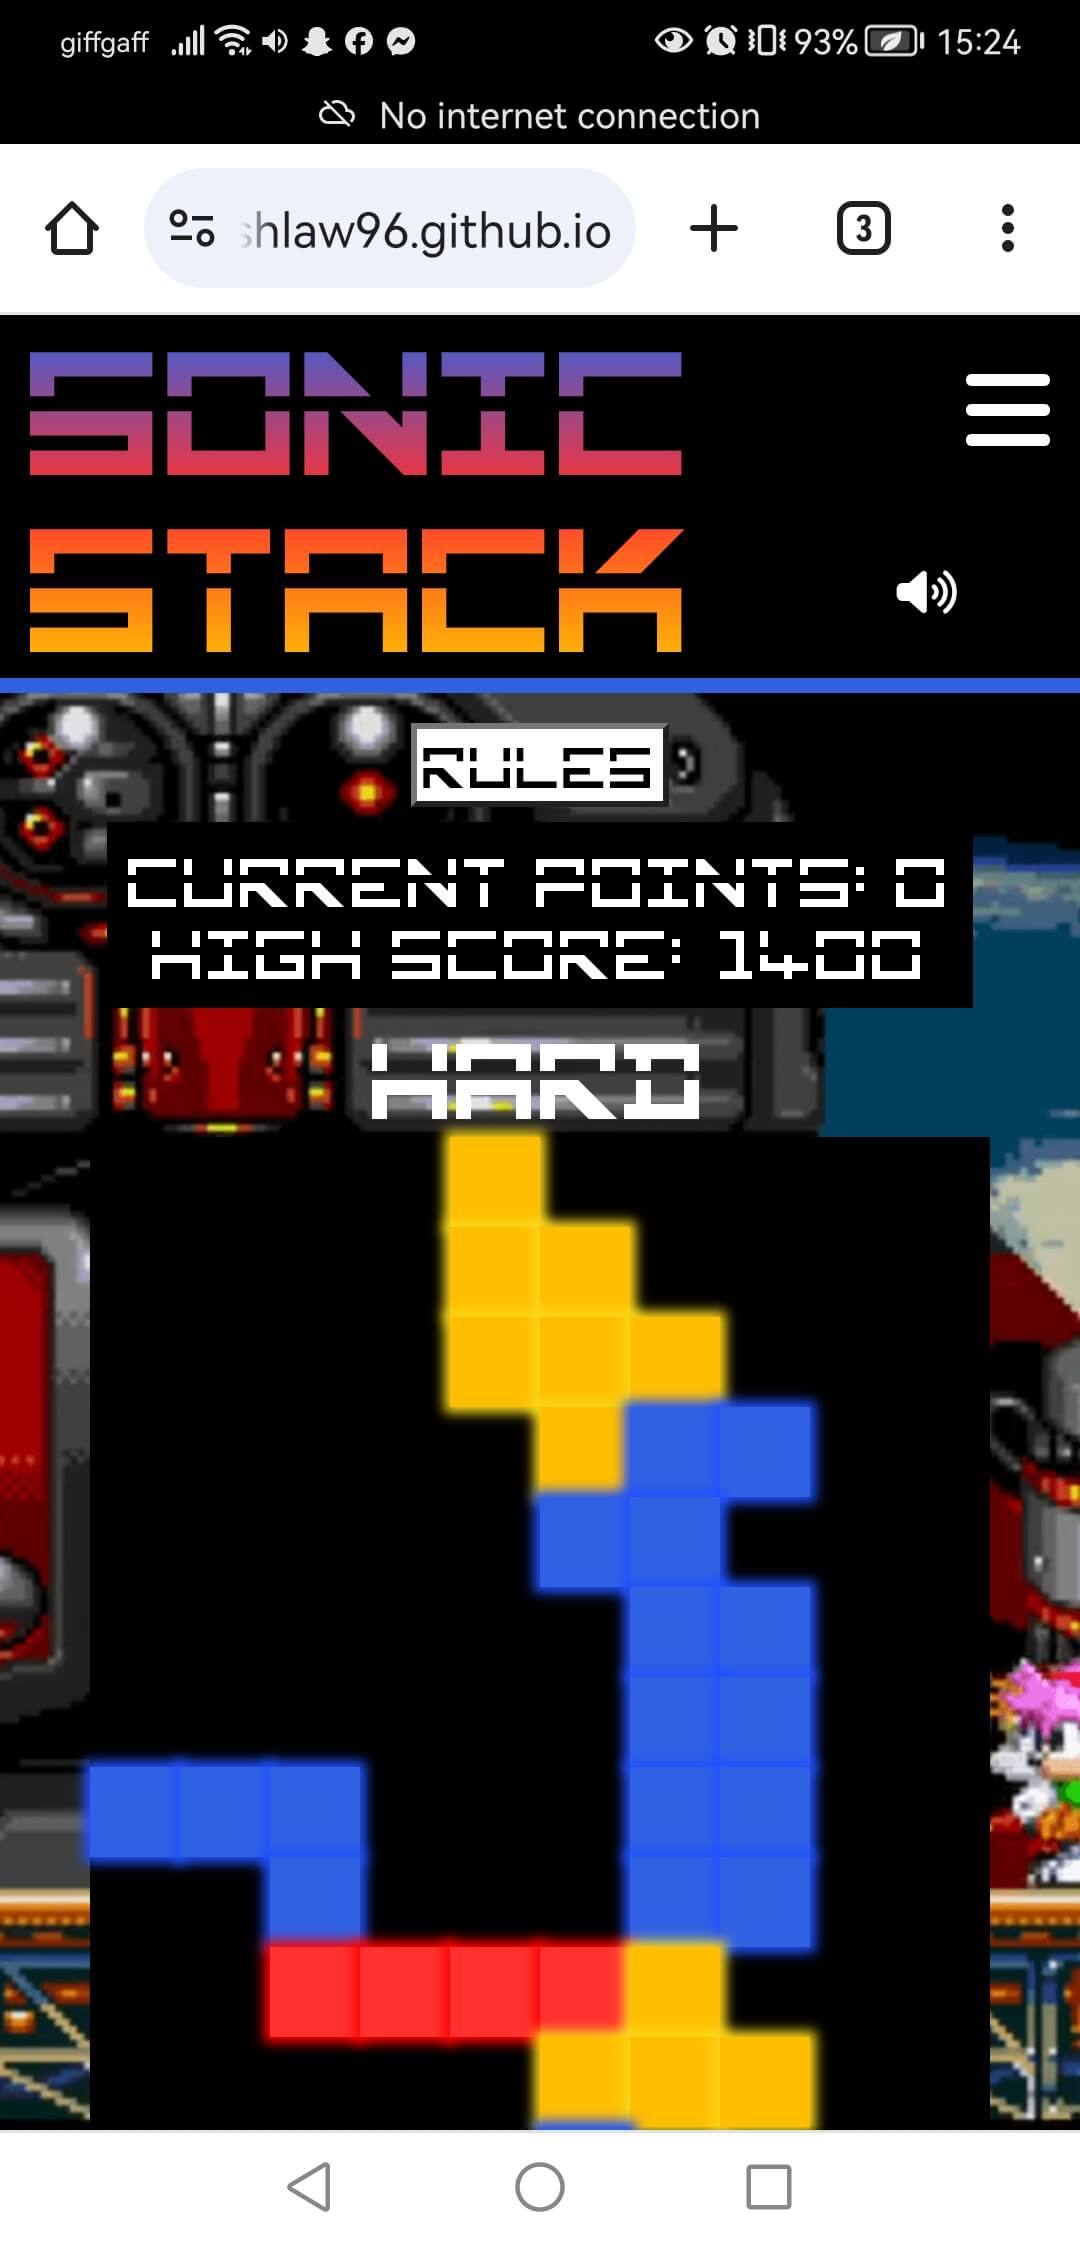 giffgaff 93% 15:24
No internet connection
hlaw96.github.io 3
SONIC
STACK
RULES
CURRENT POINTS: 0
HIGH SCORE: 1400
HARD